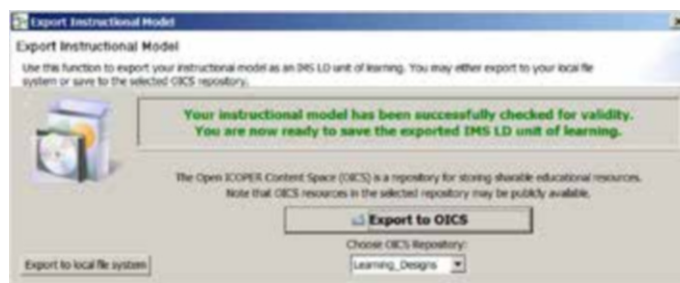 Export Instructional Model
Export Instructional Model
Use this function to export your instructional model as an IMS LD unit of learning. You may either export to your local file
system or save to the selected OICS repository.
Your instructional model has been successfully checked for validity.
You are now ready to save the exported IMS LD unit of learning.
The Open ICOPER Content Space (OICS) is a repository for storing sharable educational resources.
Note that OICS resources in the selected repository may be publicly available.
Export to OICS
Choose OICS Repository:
Export to local file system
Learning_Designs